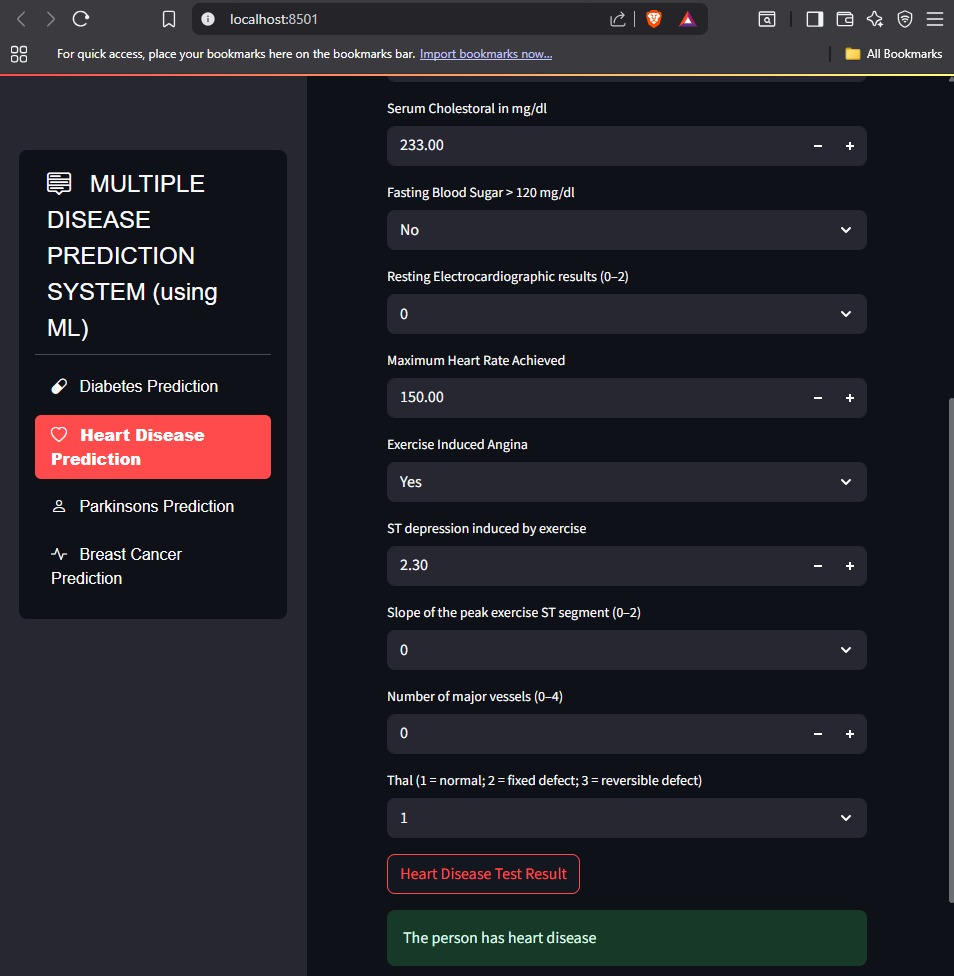 localhost:8501
For quick access, place your bookmarks here on the bookmarks bar. Import bookmarks now...
All Bookmarks
MULTIPLE
DISEASE
PREDICTION
SYSTEM (using
ML)
Diabetes Prediction
Heart Disease
Prediction
Parkinsons Prediction
Breast Cancer
Prediction
Serum Cholestoral in mg/dl
233.00
Fasting Blood Sugar > 120 mg/dl
No
Resting Electrocardiographic results (0–2)
0
Maximum Heart Rate Achieved
150.00
Exercise Induced Angina
Yes
ST depression induced by exercise
2.30
Slope of the peak exercise ST segment (0–2)
0
Number of major vessels (0–4)
0
Thal (1 = normal; 2 = fixed defect; 3 = reversible defect)
1
Heart Disease Test Result
The person has heart disease